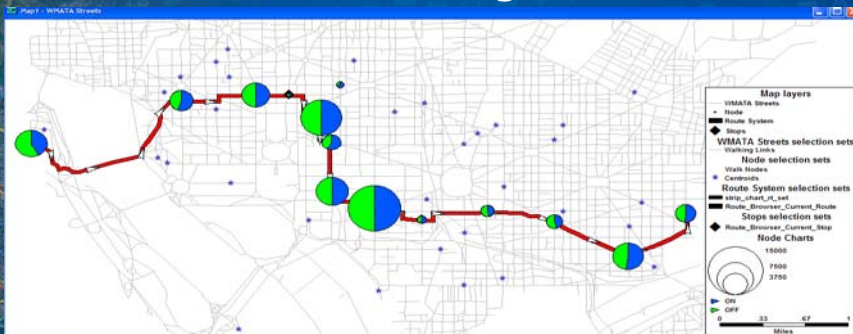 Map1 - WMATA Streets
Map layers
WMATA Streets
Node
Route System
Stops
WMATA Streets selection sets
Walking Links
Node selection sets
Walk Nodes
Centroids
Route System selection sets
strip_chart_rt_set
Route_Browser_Current_Route
Stops selection sets
Route_Browser_Current_Stop
Node Charts
15000
7500
3750
ON
OFF
0 .33 .67 1
Miles